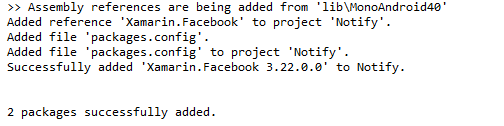 >> Assembly references are being added from 'lib\MonoAndroid40'
Added reference 'Xamarin.Facebook' to project 'Notify'.
Added file 'packages.config'.
Added file 'packages.config' to project 'Notify'.
Successfully added 'Xamarin.Facebook 3.22.0.0' to Notify.
2 packages successfully added.